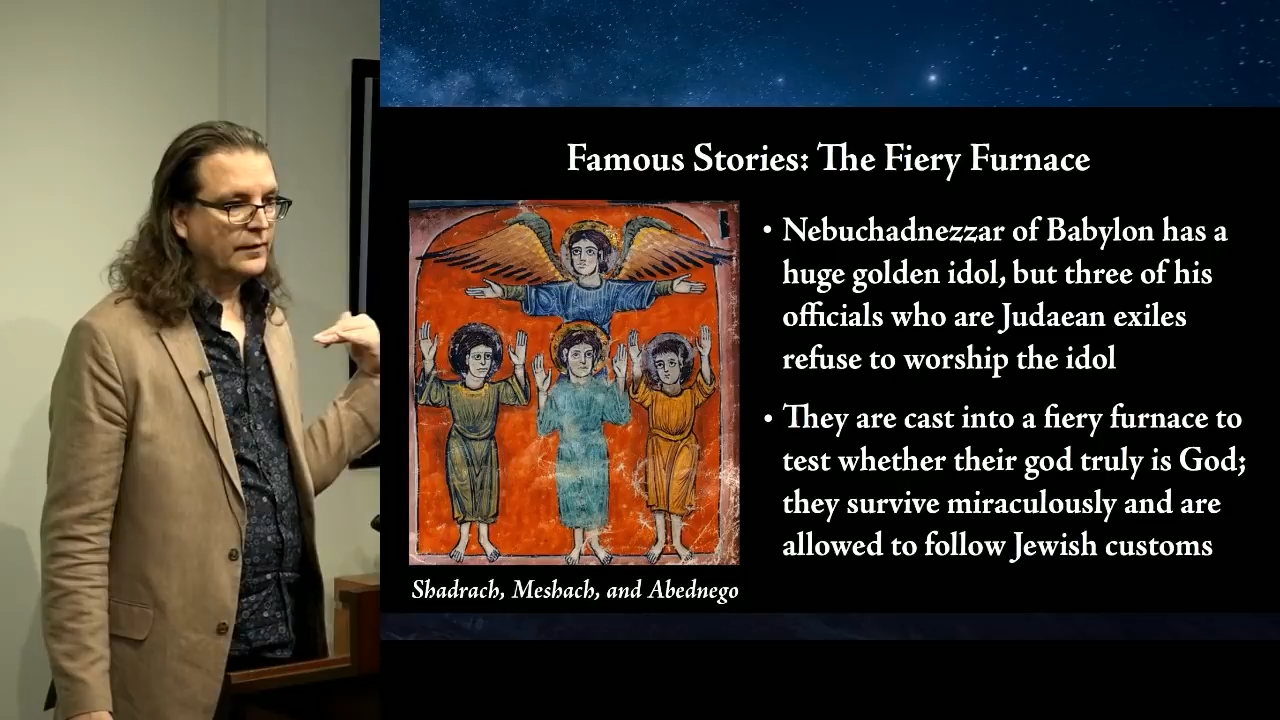 Famous Stories: The Fiery Furnace
• Nebuchadnezzar of Babylon has a
huge golden idol, but three of his
officials who are Judaean exiles
refuse to worship the idol
• They are cast into a fiery furnace to
test whether their god truly is God;
they survive miraculously and are
allowed to follow Jewish customs
Shadrach, Meshach, and Abednego